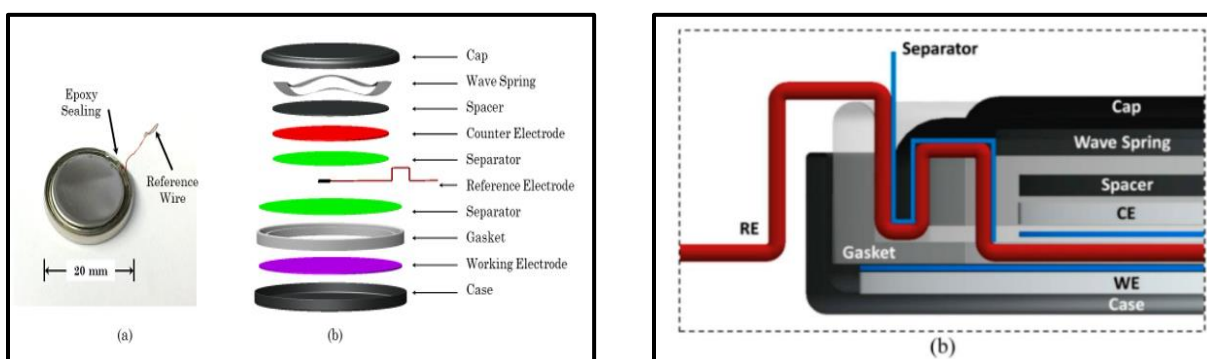 Epoxy
Sealing
Reference
Wire
20 mm
(a)
Cap
Wave Spring
Spacer
Counter Electrode
Separator
Reference Electrode
Separator
Gasket
Working Electrode
Case
(b)
Separator
Cap
Wave Spring
Spacer
CE
RE
Gasket
WE
Case
(b)